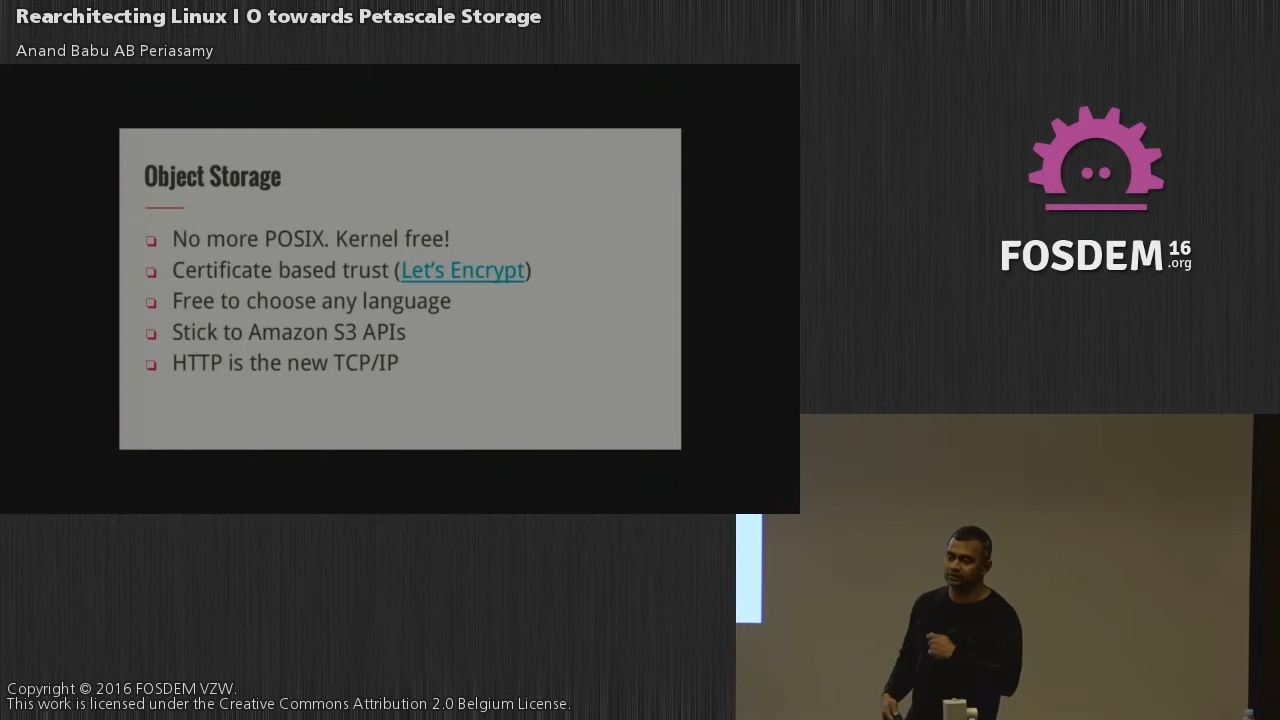 Rearchitecting Linux I O towards Petascale Storage
Anand Babu AB Periasamy
Object Storage
No more POSIX. Kernel free!
Certificate based trust (Let's Encrypt)
Free to choose any language
Stick to Amazon S3 APIs
HTTP is the new TCP/IP
FOSDEM 16 .org
Copyright © 2016 FOSDEM VZW.
This work is licensed under the Creative Commons Attribution 2.0 Belgium License.